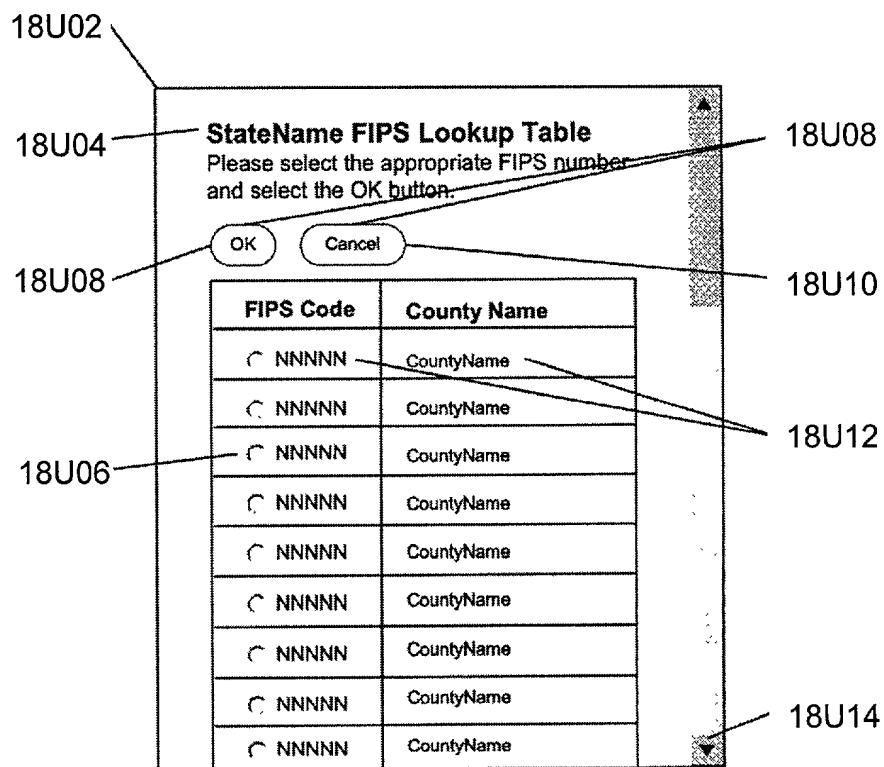 18U02
StateName FIPS Lookup Table
18U04
18U08
Please select the appropriate FIPS number
and select the OK button.
OK Cancel
18U08
18U10
FIPS Code County Name
NNNNN CountyName
NNNNN CountyName
18U12
NNNNN CountyName
18U06
NNNNN CountyName
NNNNN CountyName
NNNNN CountyName
NNNNN CountyName
NNNNN CountyName
18U14
NNNNN CountyName